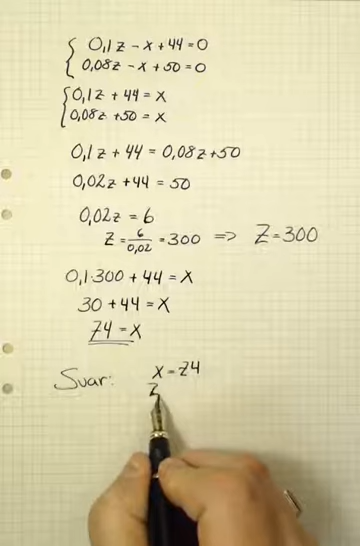 0,1z - x + 44 = 0
0,08z - x + 50 = 0
0,1z + 44 = x
0,08z + 50 = x
0,1z + 44 = 0,08z + 50
0,02z + 44 = 50
0,02z = 6
z = 6/0,02 = 300 => z = 300
0,1·300 + 44 = x
30 + 44 = x
74 = x
Svar: x = 74
z